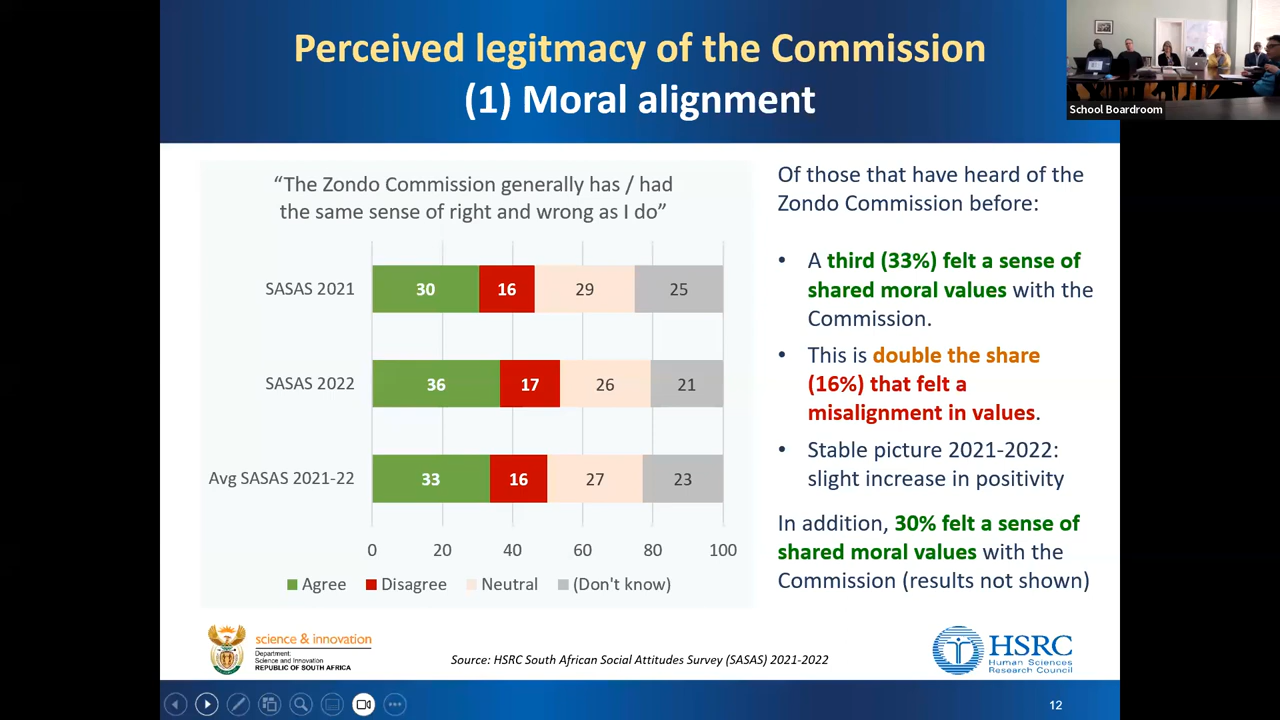 Perceived legitmacy of the Commission
(1) Moral alignment
School Boardroom
“The Zondo Commission generally has / had
the same sense of right and wrong as I do”
SASAS 2021
30 16 29 25
SASAS 2022
36 17 26 21
Avg SASAS 2021-22
33 16 27 23
0 20 40 60 80 100
Agree Disagree Neutral (Don't know)
Of those that have heard of the
Zondo Commission before:
• A third (33%) felt a sense of
shared moral values with the
Commission.
• This is double the share
(16%) that felt a
misalignment in values.
• Stable picture 2021-2022:
slight increase in positivity
In addition, 30% felt a sense of
shared moral values with the
Commission (results not shown)
science & innovation
Department:
Science and Innovation
REPUBLIC OF SOUTH AFRICA
Source: HSRC South African Social Attitudes Survey (SASAS) 2021-2022
HSRC
Human Sciences
Research Council
12